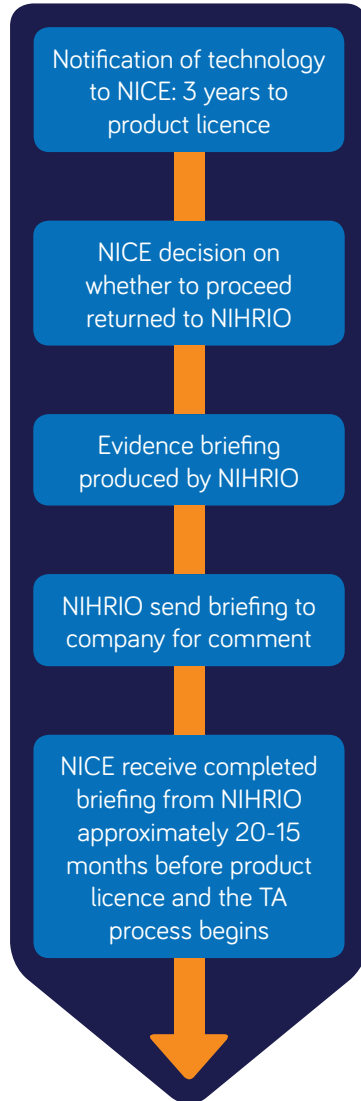 Notification of technology
to NICE: 3 years to
product licence
NICE decision on
whether to proceed
returned to NIHRIO
Evidence briefing
produced by NIHRIO
NIHRIO send briefing to
company for comment
NICE receive completed
briefing from NIHRIO
approximately 20-15
months before product
licence and the TA
process begins